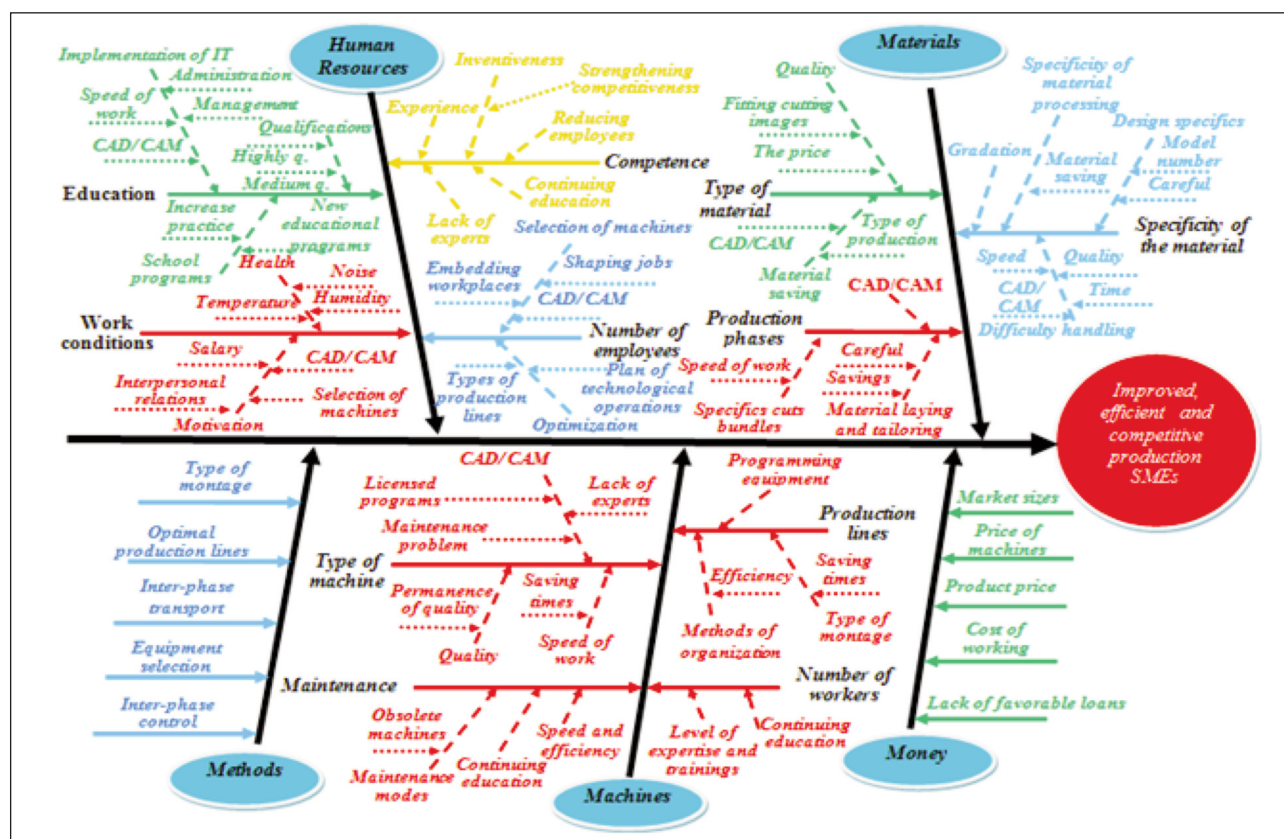 Human
Resources
Implementation of IT
Administration
Speed of
work
Management
CAD/CAM
Qualifications
Highly q.
Medium q.
Education
Increase
practice
New
educational
programs
School
programs
Inventiveness
Strengthening
competitiveness
Experience
Reducing
employees
Competence
Continuing
education
Lack of
experts
Health
Noise
Temperature
Humidity
Work
conditions
Salary
CAD/CAM
Interpersonal
relations
Selection of
machines
Motivation
Selection of machines
Embedding
workplaces
Shaping jobs
CAD/CAM
Number of
employees
Types of
production
lines
Plan of
technological
operations
Optimization
Materials
Quality
Fitting cutting
images
The price
Type of
material
CAD/CAM
Type of
production
Material
saving
Specificity of
material
processing
Design specifics
Gradation
Model
number
Material
saving
Careful
Specificity of
the material
Speed
Quality
CAD/
CAM
Time
Difficulty handling
CAD/CAM
Production
phases
Speed of work
Careful
Savings
Specifics cuts
bundles
Material laying
and tailoring
Improved,
efficient and
competitive
production
SMEs
Type of
montage
Optimal
production lines
Inter-phase
transport
Equipment
selection
Inter-phase
control
Methods
CAD/CAM
Licensed
programs
Lack of
experts
Maintenance
problem
Type of
machine
Permanence
of quality
Saving
times
Quality
Speed of
work
Maintenance
Obsolete
machines
Speed and
efficiency
Maintenance
modes
Continuing
education
Machines
Programming
equipment
Production
lines
Efficiency
Saving
times
Methods of
organization
Type of
montage
Number of
workers
Level of
expertise and
trainings
Continuing
education
Market sizes
Price of
machines
Product price
Cost of
working
Lack of favorable loans
Money